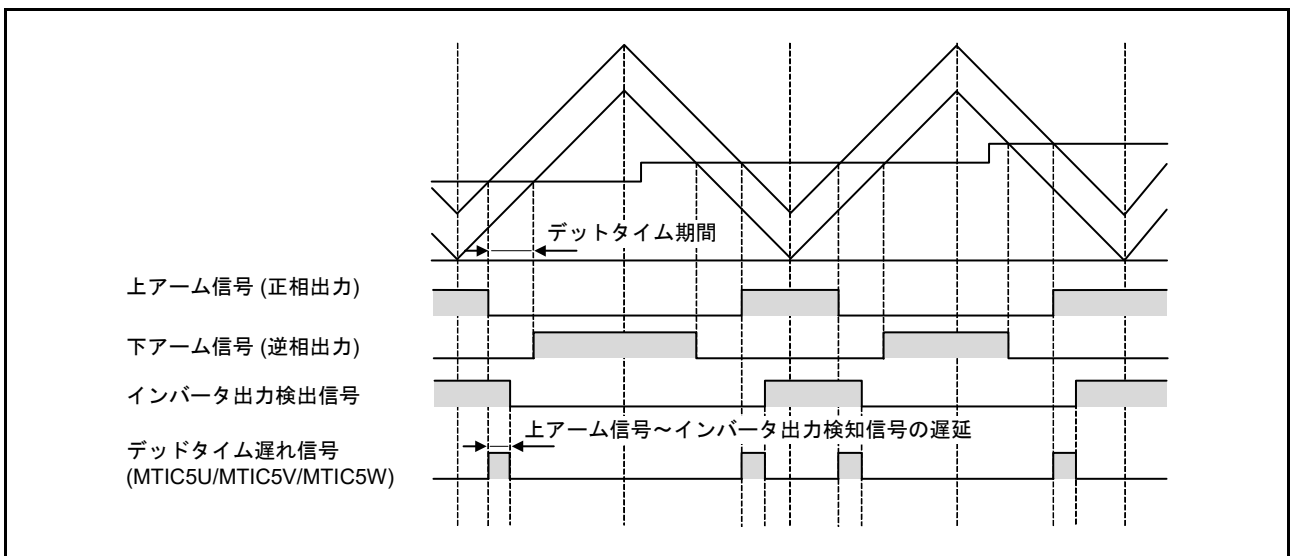 デットタイム期間
上アーム信号 (正相出力)
下アーム信号 (逆相出力)
インバータ出力検出信号
上アーム信号～インバータ出力検知信号の遅延
デッドタイム遅れ信号
(MTIC5U/MTIC5V/MTIC5W)